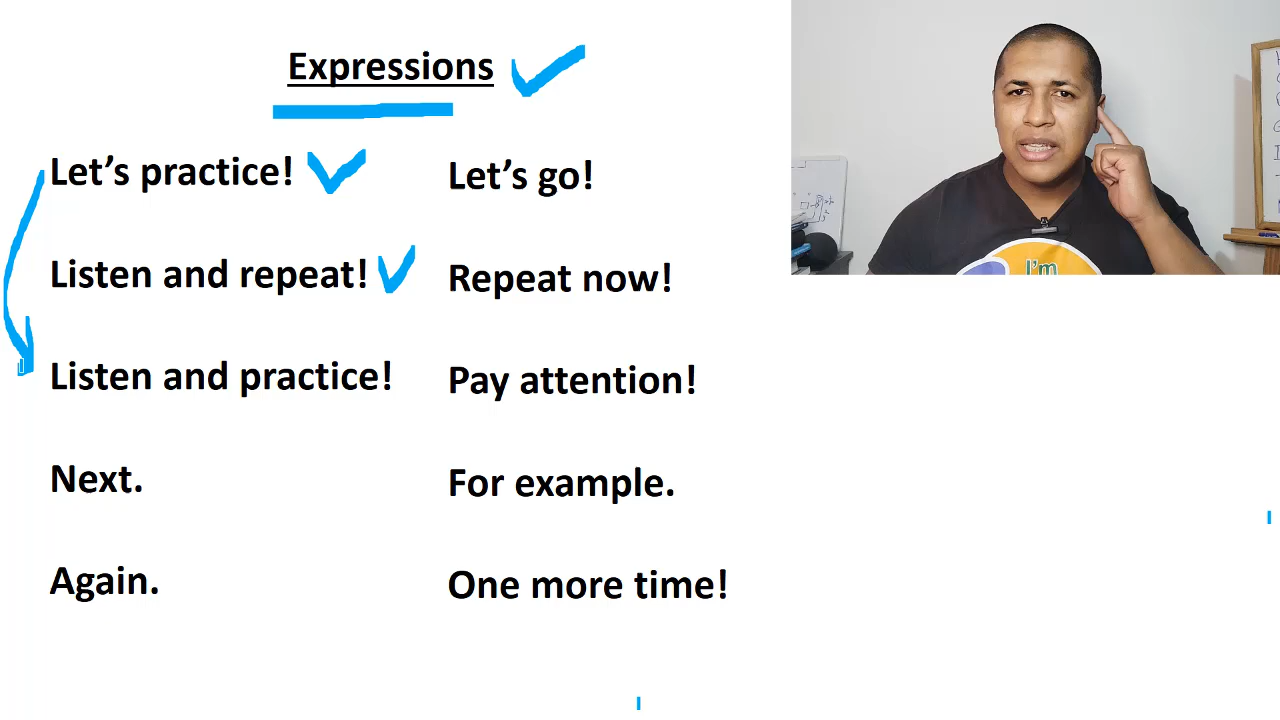 Expressions
Let's practice!
Listen and repeat!
Listen and practice!
Next.
Again.
Let's go!
Repeat now!
Pay attention!
For example.
One more time!
I'm